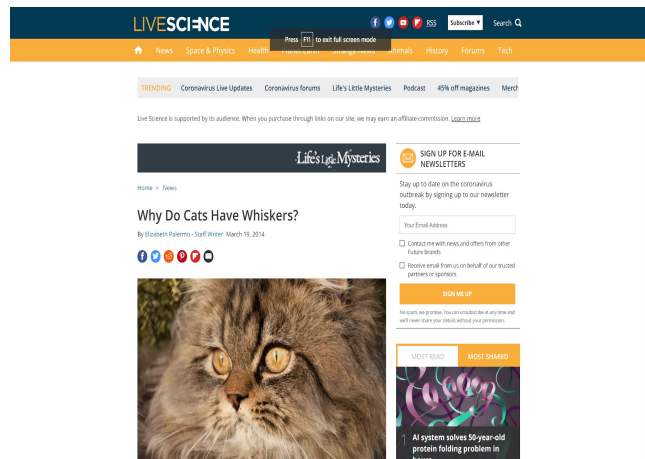 LIVESCIENCE
RSS
Subscribe ▼
Search
Press F11 to exit full screen mode
News Space & Physics Health Planet Earth Strange News Animals History Forums Tech
TRENDING Coronavirus Live Updates Coronavirus forums Life's Little Mysteries Podcast 45% off magazines Merch
Live Science is supported by its audience. When you purchase through links on our site, we may earn an affiliate commission. Learn more
Life's Little Mysteries
Home > News
Why Do Cats Have Whiskers?
By Elizabeth Palermo - Staff Writer March 19, 2014
SIGN UP FOR E-MAIL
NEWSLETTERS
Stay up to date on the coronavirus
outbreak by signing up to our newsletter
today.
Your Email Address
Contact me with news and offers from other
Future brands
Receive email from us on behalf of our trusted
partners or sponsors
SIGN ME UP
No spam, we promise. You can unsubscribe at any time and
we'll never share your details without your permission.
MOST READ MOST SHARED
1 AI system solves 50-year-old
protein folding problem in
hours